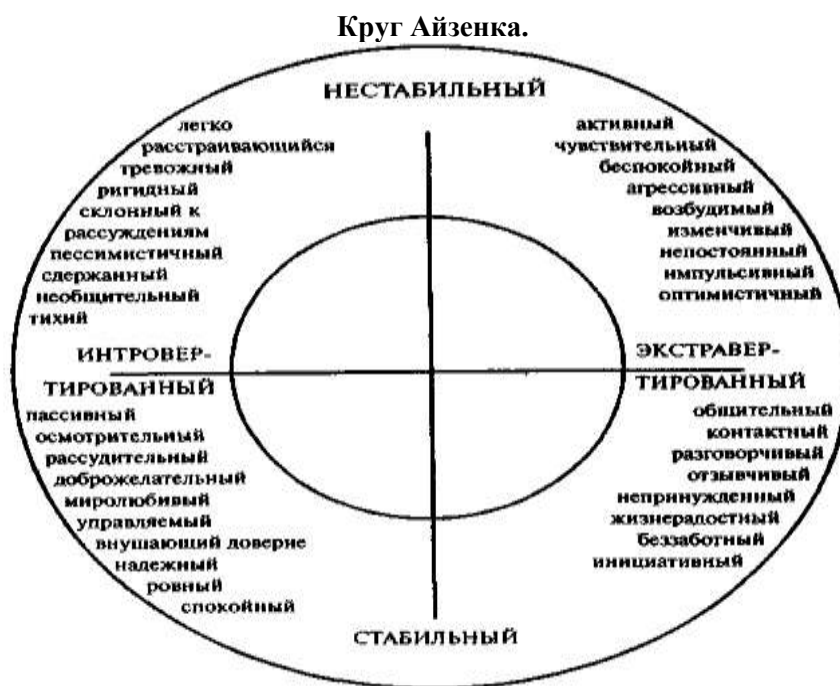 Круг Айзенка.
НЕСТАБИЛЬНЫЙ
легко
расстраивающийся
тревожный
ригидный
склонный к
рассуждениям
пессимистичный
сдержанный
необщительный
тихий
активный
чувствительный
беспокойный
агрессивный
возбудимый
изменчивый
непостоянный
импульсивный
оптимистичный
ИНТРОВЕР-
ТИРОВАННЫЙ
ЭКСТРАВЕР-
ТИРОВАННЫЙ
пассивный
осмотрительный
рассудительный
доброжелательный
миролюбивый
управляемый
внушающий доверие
надежный
ровный
спокойный
общительный
контактный
разговорчивый
отзывчивый
непринужденный
жизнерадостный
беззаботный
инициативный
СТАБИЛЬНЫЙ